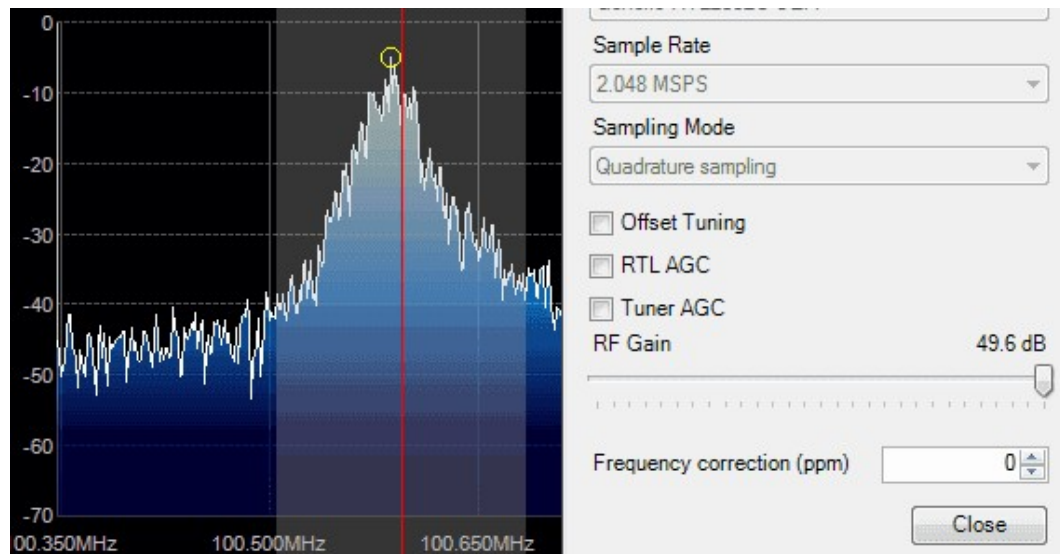 0
-10
-20
-30
-40
-50
-60
-70
00.350MHz 100.500MHz 100.650MHz
Sample Rate
2.048 MSPS
Sampling Mode
Quadrature sampling
Offset Tuning
RTL AGC
Tuner AGC
RF Gain 49.6 dB
Frequency correction (ppm) 0
Close